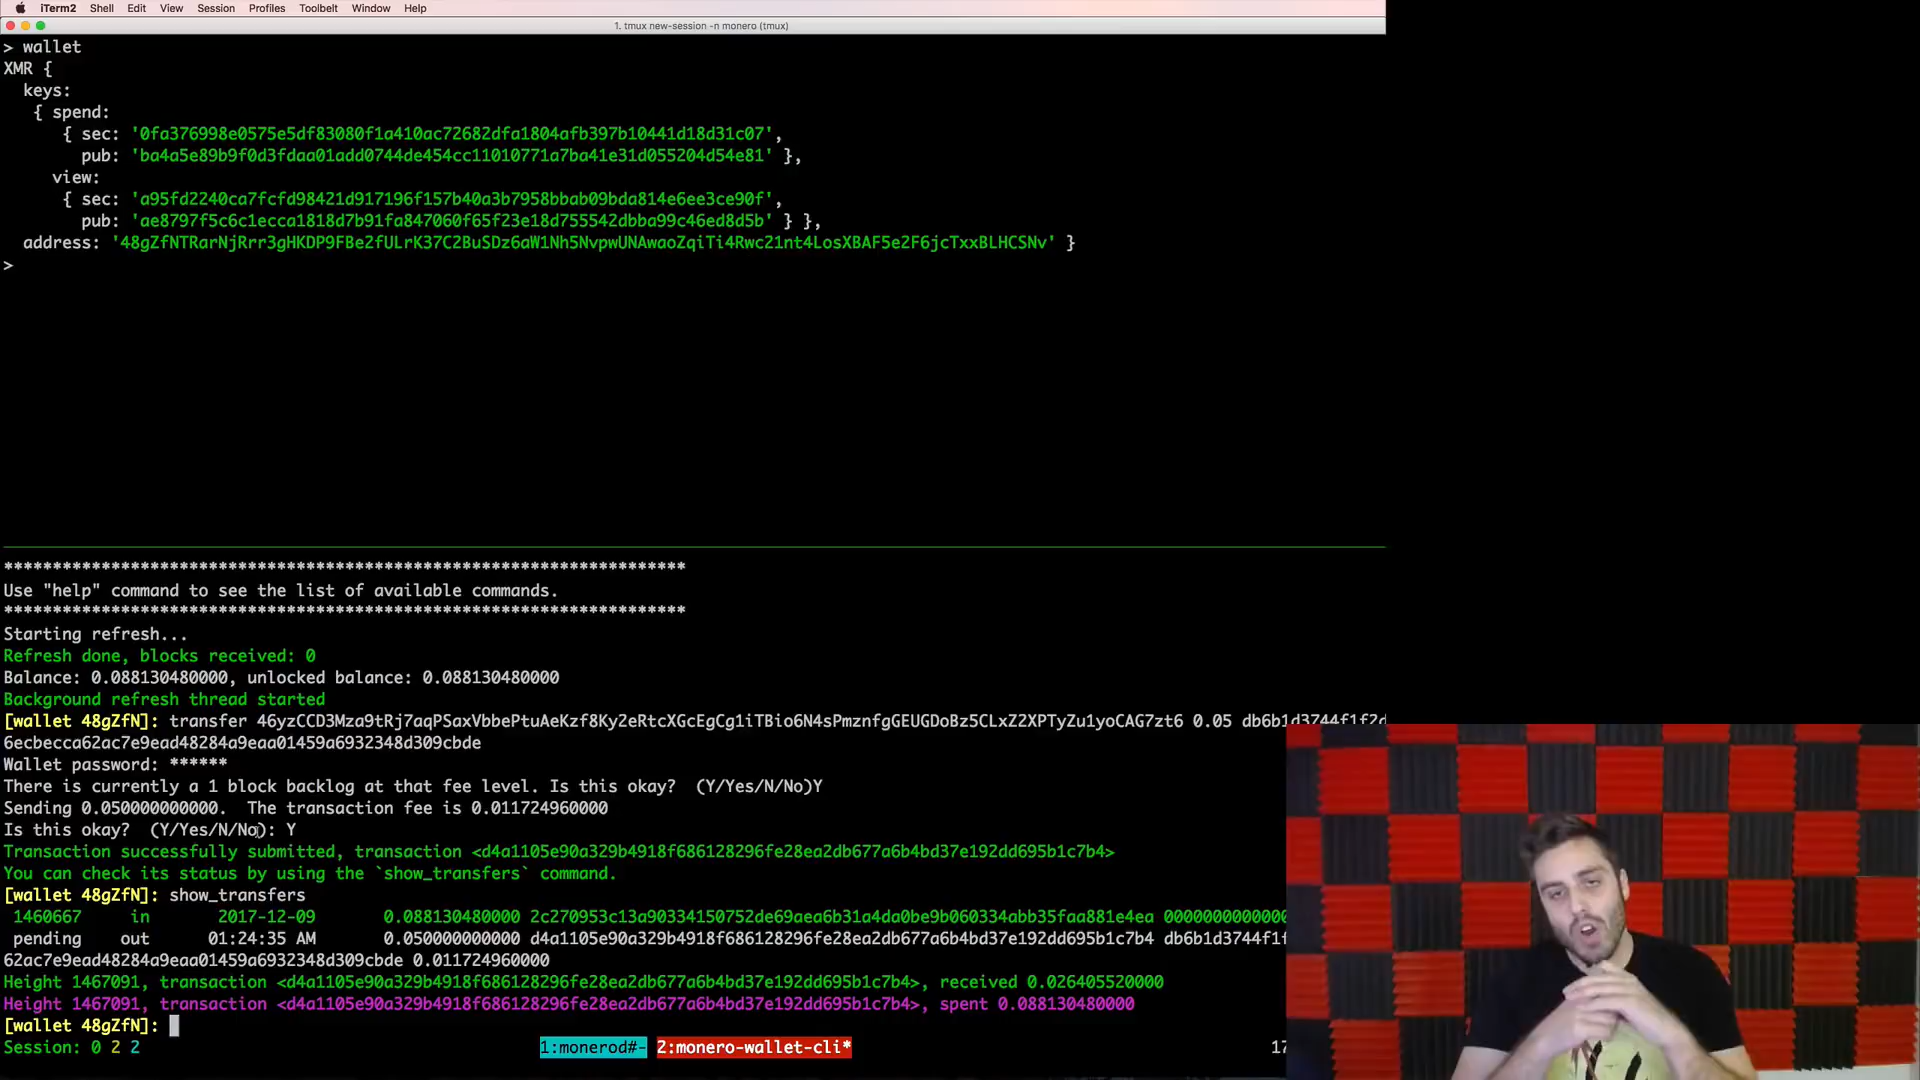 iTerm2 Shell Edit View Session Profiles Toolbelt Window Help
1. tmux new-session -n monero (tmux)
> wallet
XMR {
keys:
{ spend:
{ sec: '0fa376998e0575e5df83080f1a410ac72682dfa1804afb397b10441d18d31c07',
pub: 'ba4a5e89b9f0d3fdaa01add0744de454cc11010771a7ba41e31d055204d54e81' },
view:
{ sec: 'a95fd2240ca7fcfd98421d917196f157b40a3b7958bbab09bda814e6ee3ce90f',
pub: 'ae8797f5c6c1ecca1818d7b91fa847060f65f23e18d755542dbba99c46ed8d5b' } },
address: '48gZfNTRarNjRrr3gHKDP9FBe2fULrK37C2BuSDz6aW1Nh5NvpwUNAwaoZqiTi4Rwc21nt4LosXBAF5e2F6jcTxxBLHCSNv' }
>
**********************************************************************
Use "help" command to see the list of available commands.
**********************************************************************
Starting refresh...
Refresh done, blocks received: 0
Balance: 0.088130480000, unlocked balance: 0.088130480000
Background refresh thread started
[wallet 48gZfN]: transfer 46yzCCD3Mza9tRj7aqPSaxVbbePtuAeKzf8Ky2eRtcXGcEgCg1iTBio6N4sPmznfgGEUGDoBz5CLxZ2XPTyZu1yoCAG7zt6 0.05 db6b1d3744f1f2d
6ecbecca62ac7e9ead48284a9eaa01459a6932348d309cbde
Wallet password: ******
There is currently a 1 block backlog at that fee level. Is this okay? (Y/Yes/N/No)Y
Sending 0.050000000000. The transaction fee is 0.011724960000
Is this okay? (Y/Yes/N/No): Y
Transaction successfully submitted, transaction <d4a1105e90a329b4918f686128296fe28ea2db677a6b4bd37e192dd695b1c7b4>
You can check its status by using the `show_transfers` command.
[wallet 48gZfN]: show_transfers
1460667 in 2017-12-09 0.088130480000 2c270953c13a90334150752de69aea6b31a4da0be9b060334abb35faa881e4ea 0000000000000
pending out 01:24:35 AM 0.050000000000 d4a1105e90a329b4918f686128296fe28ea2db677a6b4bd37e192dd695b1c7b4 db6b1d3744f1f
62ac7e9ead48284a9eaa01459a6932348d309cbde 0.011724960000
Height 1467091, transaction <d4a1105e90a329b4918f686128296fe28ea2db677a6b4bd37e192dd695b1c7b4>, received 0.026405520000
Height 1467091, transaction <d4a1105e90a329b4918f686128296fe28ea2db677a6b4bd37e192dd695b1c7b4>, spent 0.088130480000
[wallet 48gZfN]:
Session: 0 2 2 1:monerod#- 2:monero-wallet-cli* 17